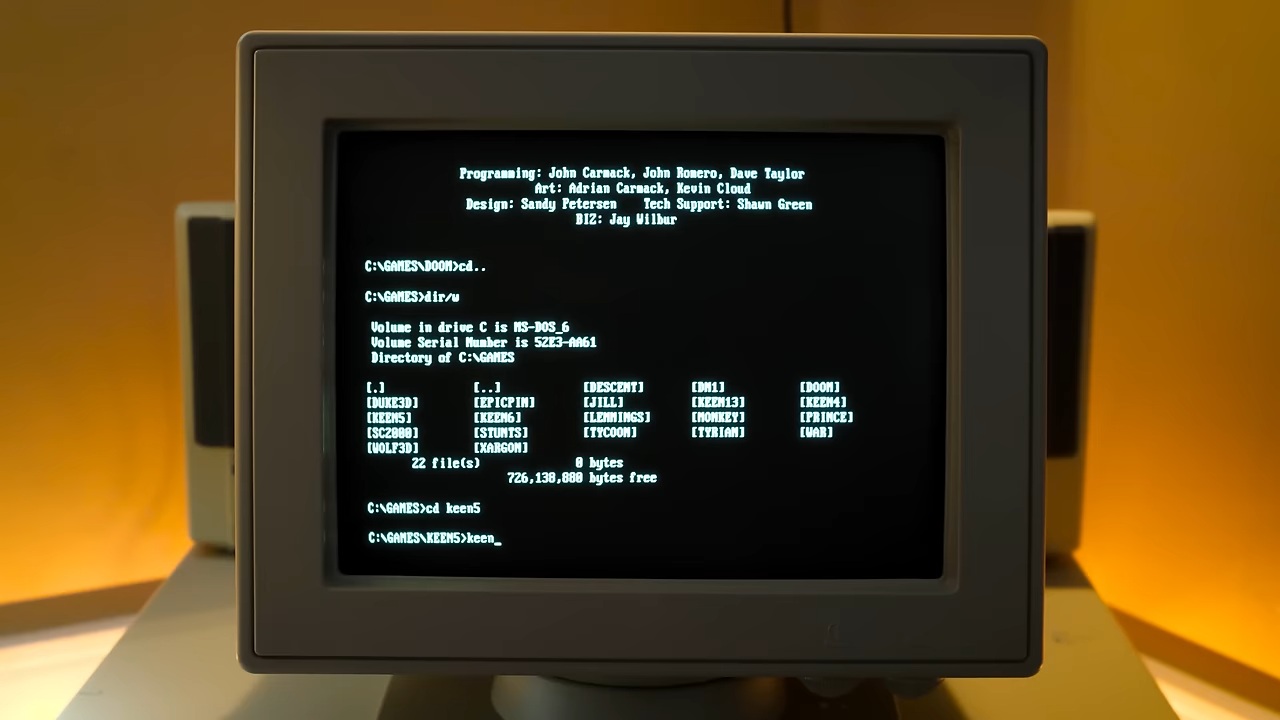 Programming: John Carmack, John Romero, Dave Taylor
Art: Adrian Carmack, Kevin Cloud
Design: Sandy Petersen    Tech Support: Shawn Green
BIZ: Jay Wilbur
C:\GAMES\DOOM>cd..
C:\GAMES>dir/w
Volume in drive C is MS-DOS_6
Volume Serial Number is 52E3-AA61
Directory of C:\GAMES
[.] [..] [DESCENT] [DN1] [DOOM]
[DUKE3D] [EPICPIN] [JILL] [KEEN13] [KEEN4]
[KEEN5] [KEEN6] [LEMMINGS] [MONKEY] [PRINCE]
[SC2000] [STUNTS] [TYCOON] [TYRIAN] [WAR]
[WOLF3D] [XARGON]
22 file(s) 0 bytes
726,138,880 bytes free
C:\GAMES>cd keen5
C:\GAMES\KEEN5>keen_